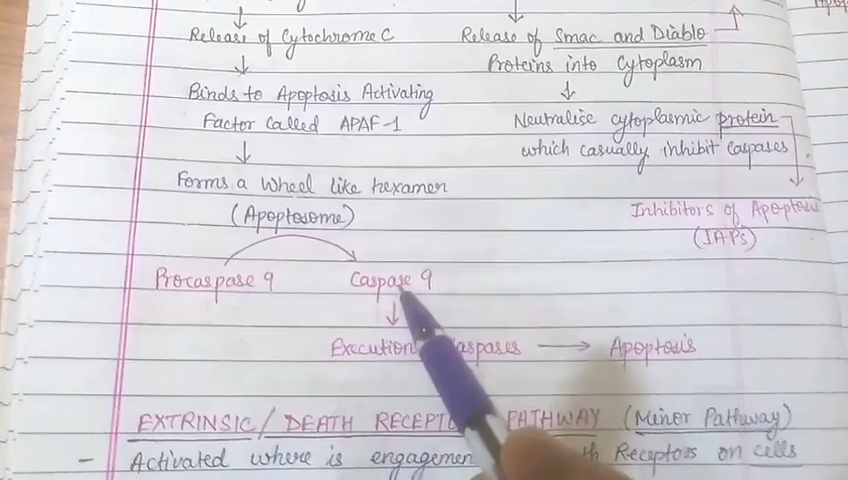 Release of Cytochrome C
Release of Smac and Diablo
Proteins into Cytoplasm
Binds to Apoptosis Activating
Factor called APAF-1
Neutralise cytoplasmic protein
which casually inhibit caspases
Forms a wheel like hexamer
(Apoptosome)
Inhibitors of Apoptosis
(IAPs)
Procaspase 9
Caspase 9
Execution Caspases
Apoptosis
EXTRINSIC/ DEATH RECEPTO PATHWAY (Minor Pathway)
- Activated where is engagemen th Receptors on cells